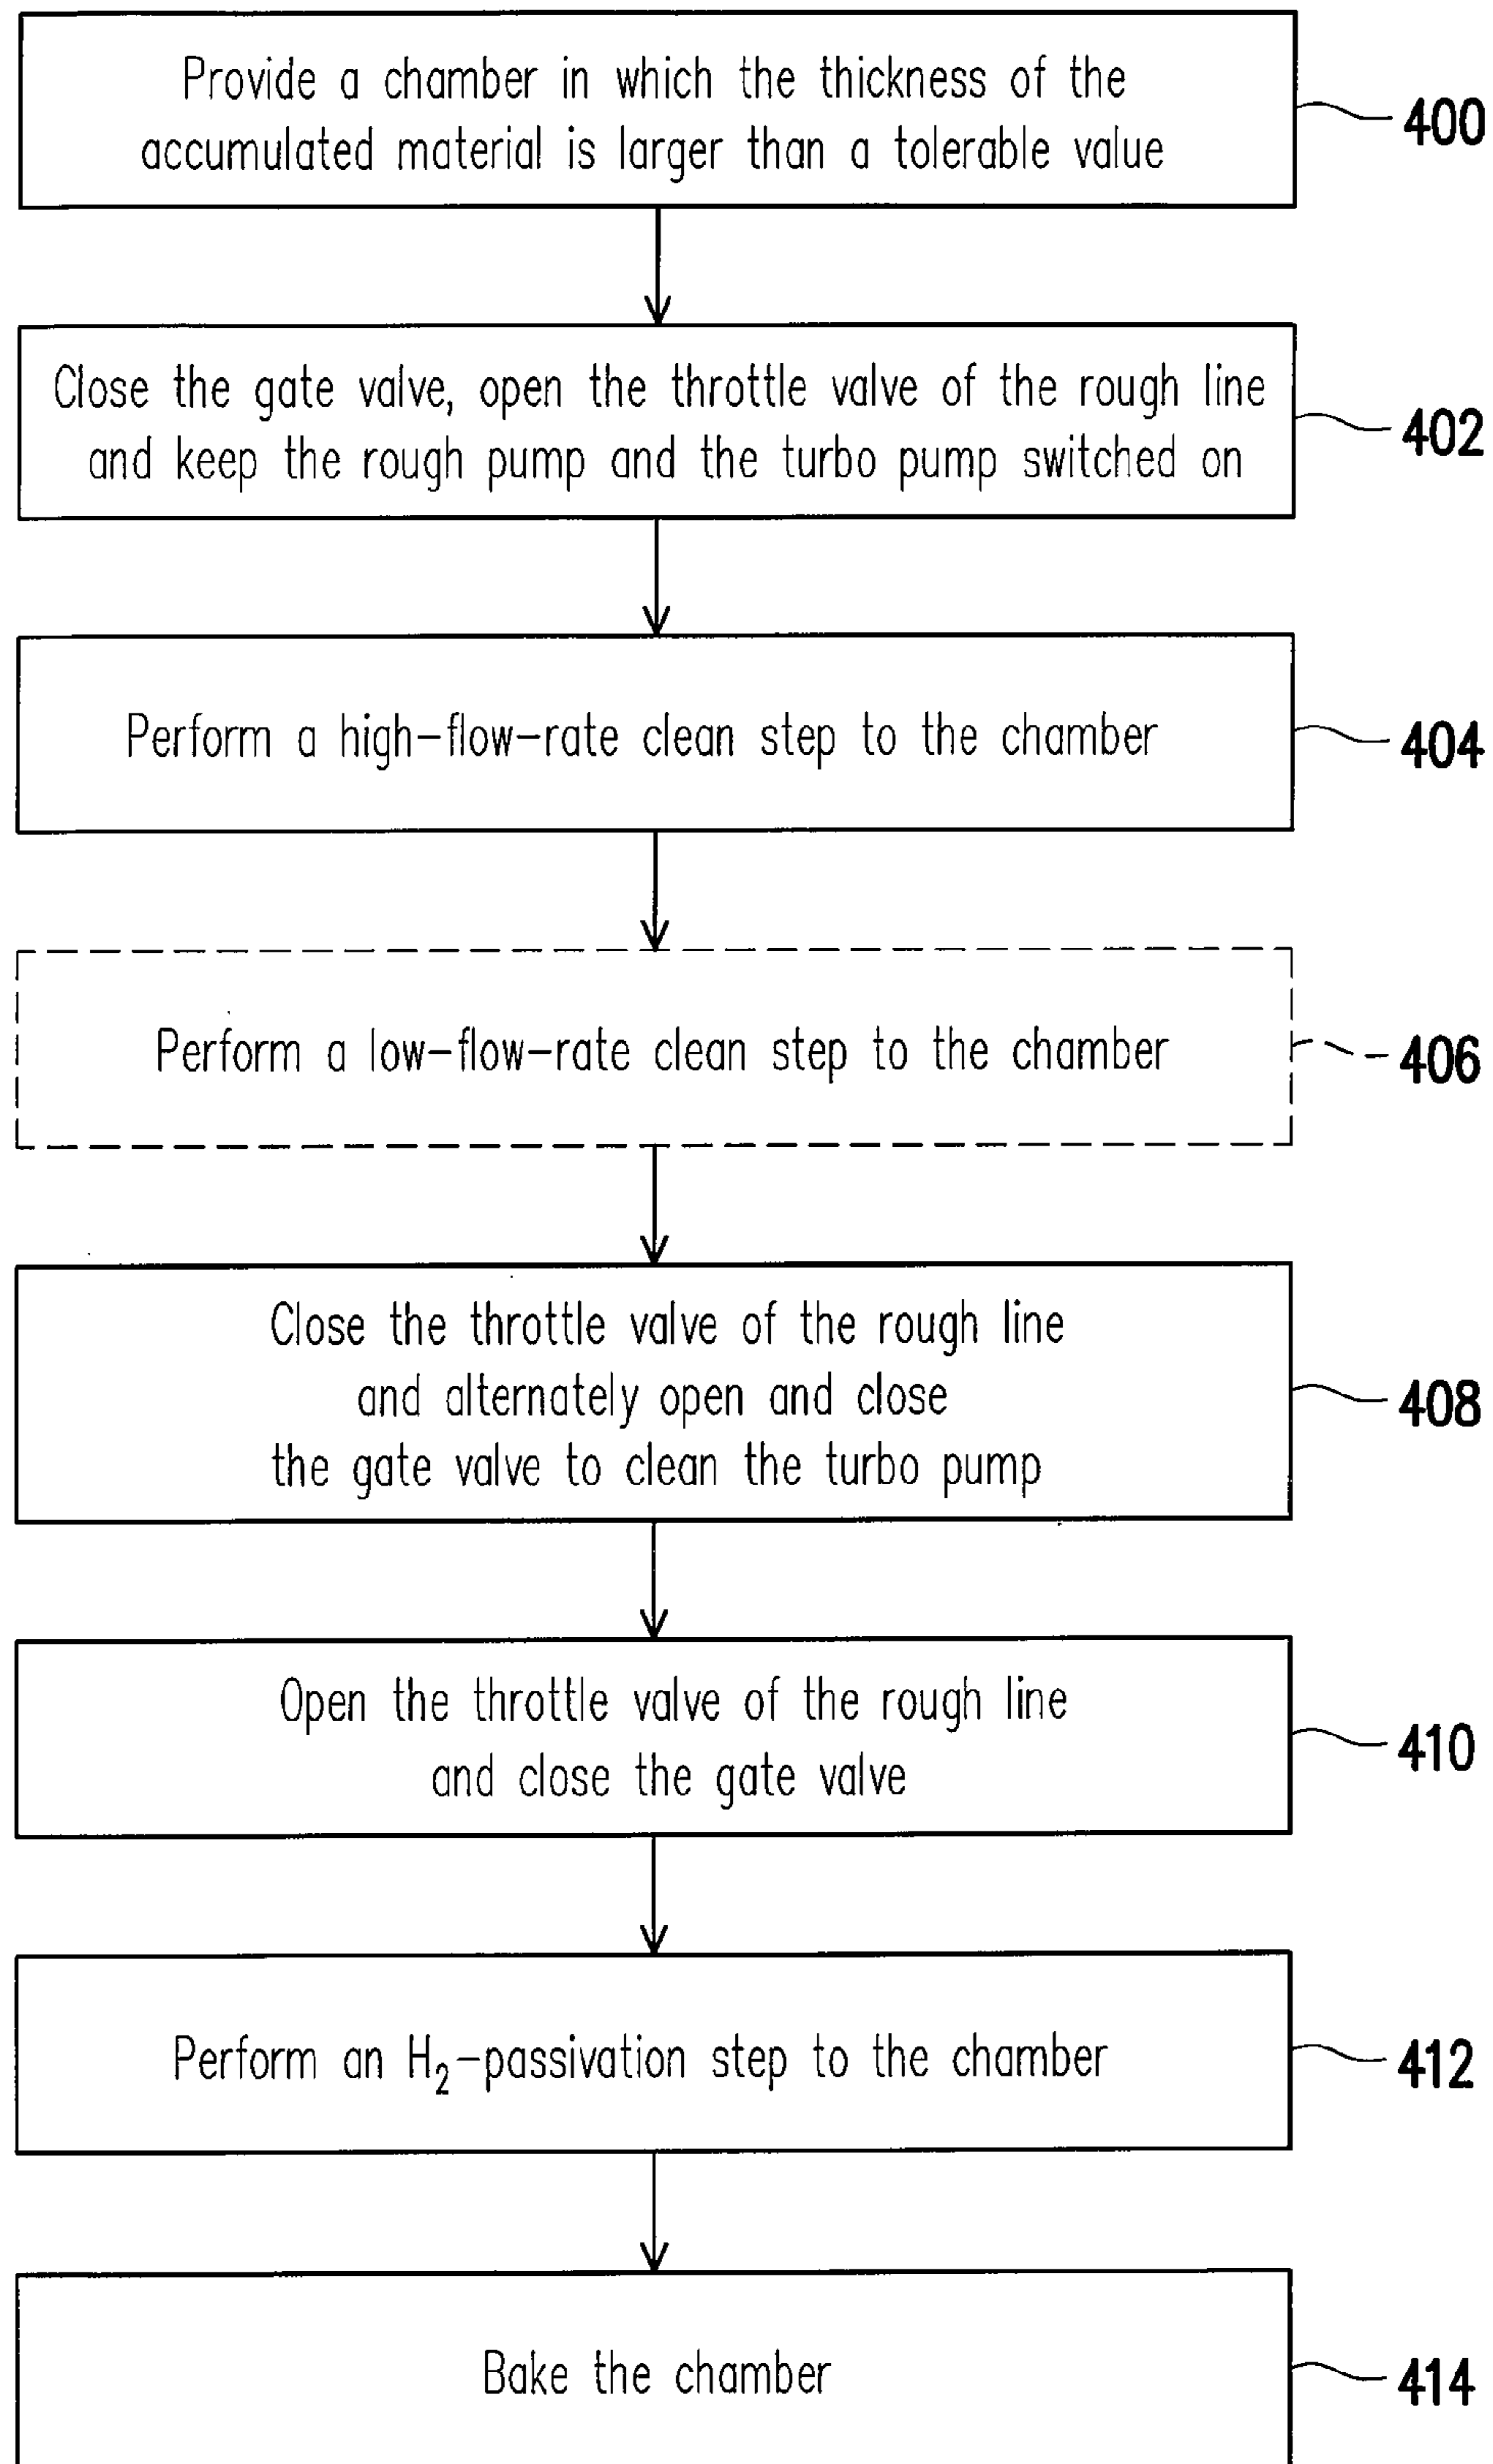 Provide a chamber in which the thickness of the
accumulated material is larger than a tolerable value
400
Close the gate valve, open the throttle valve of the rough line
and keep the rough pump and the turbo pump switched on
402
Perform a high-flow-rate clean step to the chamber
404
Perform a low-flow-rate clean step to the chamber
406
Close the throttle valve of the rough line
and alternately open and close
the gate valve to clean the turbo pump
408
Open the throttle valve of the rough line
and close the gate valve
410
Perform an H₂-passivation step to the chamber
412
Bake the chamber
414